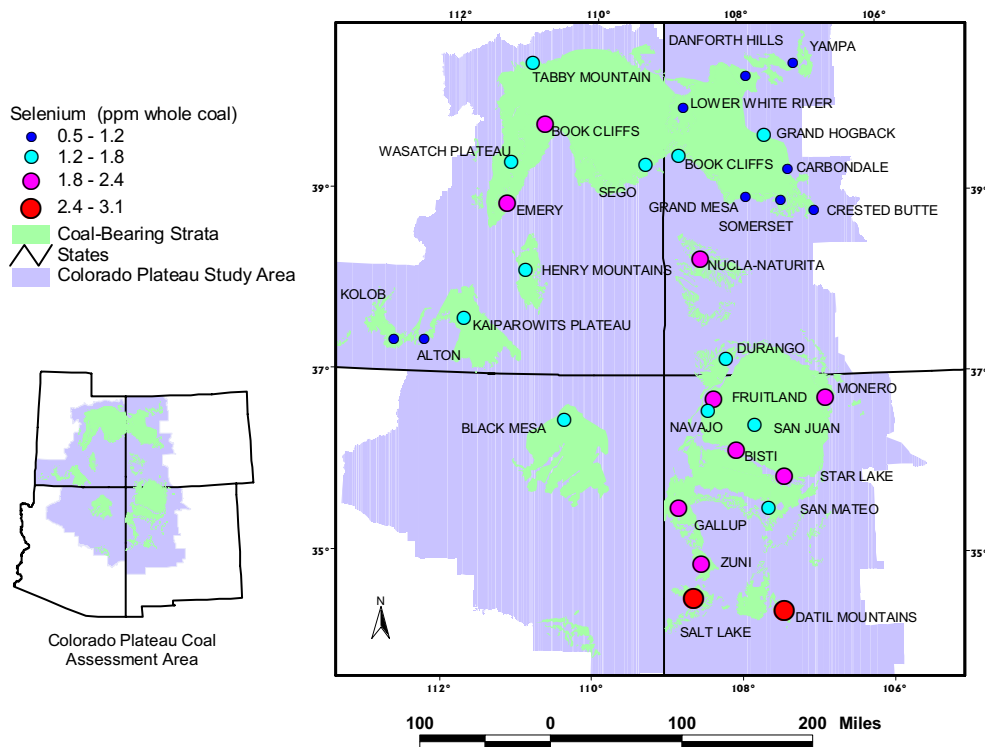 112°
110°
108°
106°
DANFORTH HILLS
YAMPA
TABBY MOUNTAIN
LOWER WHITE RIVER
Selenium (ppm whole coal)
0.5 - 1.2
1.2 - 1.8
1.8 - 2.4
2.4 - 3.1
Coal-Bearing Strata
States
Colorado Plateau Study Area
BOOK CLIFFS
GRAND HOGBACK
WASATCH PLATEAU
BOOK CLIFFS
CARBONDALE
39°
39°
SEGO
GRAND MESA
EMERY
CRESTED BUTTE
SOMERSET
NUCLA-NATURITA
HENRY MOUNTAINS
KOLOB
KAIPAROWITS PLATEAU
ALTON
DURANGO
37°
37°
MONERO
FRUITLAND
BLACK MESA
NAVAJO
SAN JUAN
BISTI
STAR LAKE
SAN MATEO
GALLUP
35°
35°
ZUNI
N
SALT LAKE
DATIL MOUNTAINS
Colorado Plateau Coal
Assessment Area
112°
110°
108°
106°
100
0
100
200 Miles